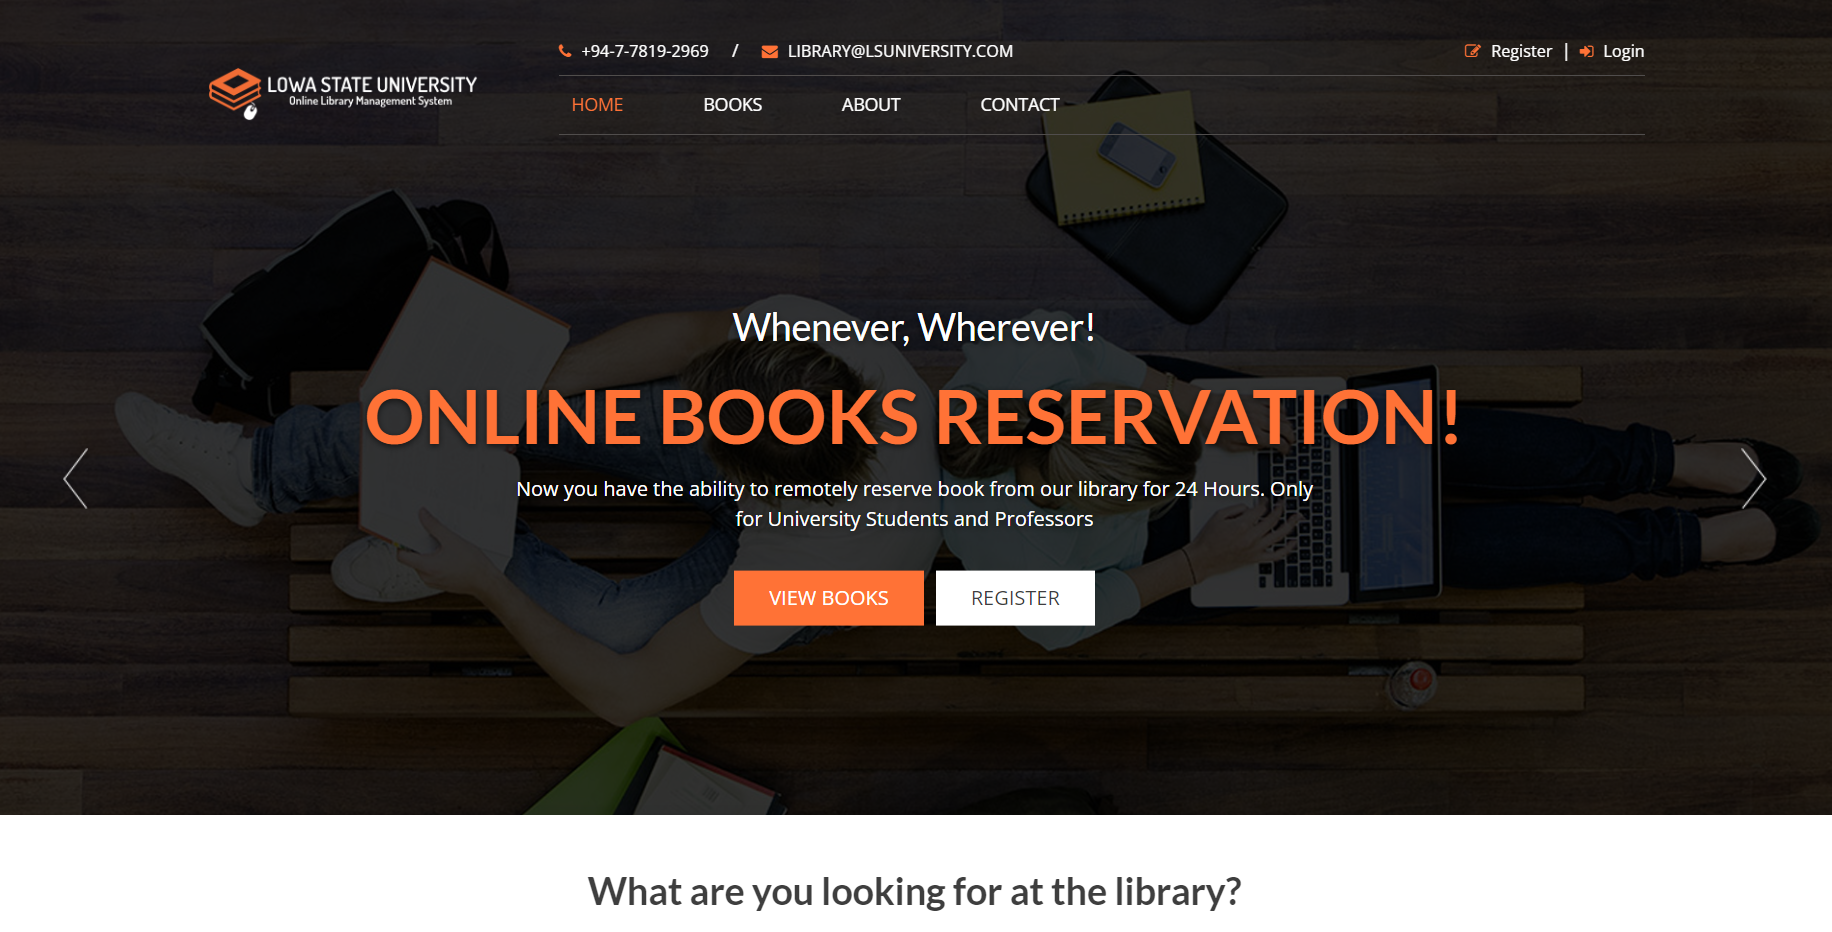 +94-7-7819-2969 / LIBRARY@LSUNIVERSITY.COM
Register | Login
LOWA STATE UNIVERSITY
Online Library Management System
HOME BOOKS ABOUT CONTACT
Whenever, Wherever!
ONLINE BOOKS RESERVATION!
Now you have the ability to remotely reserve book from our library for 24 Hours. Only
for University Students and Professors
VIEW BOOKS REGISTER
What are you looking for at the library?